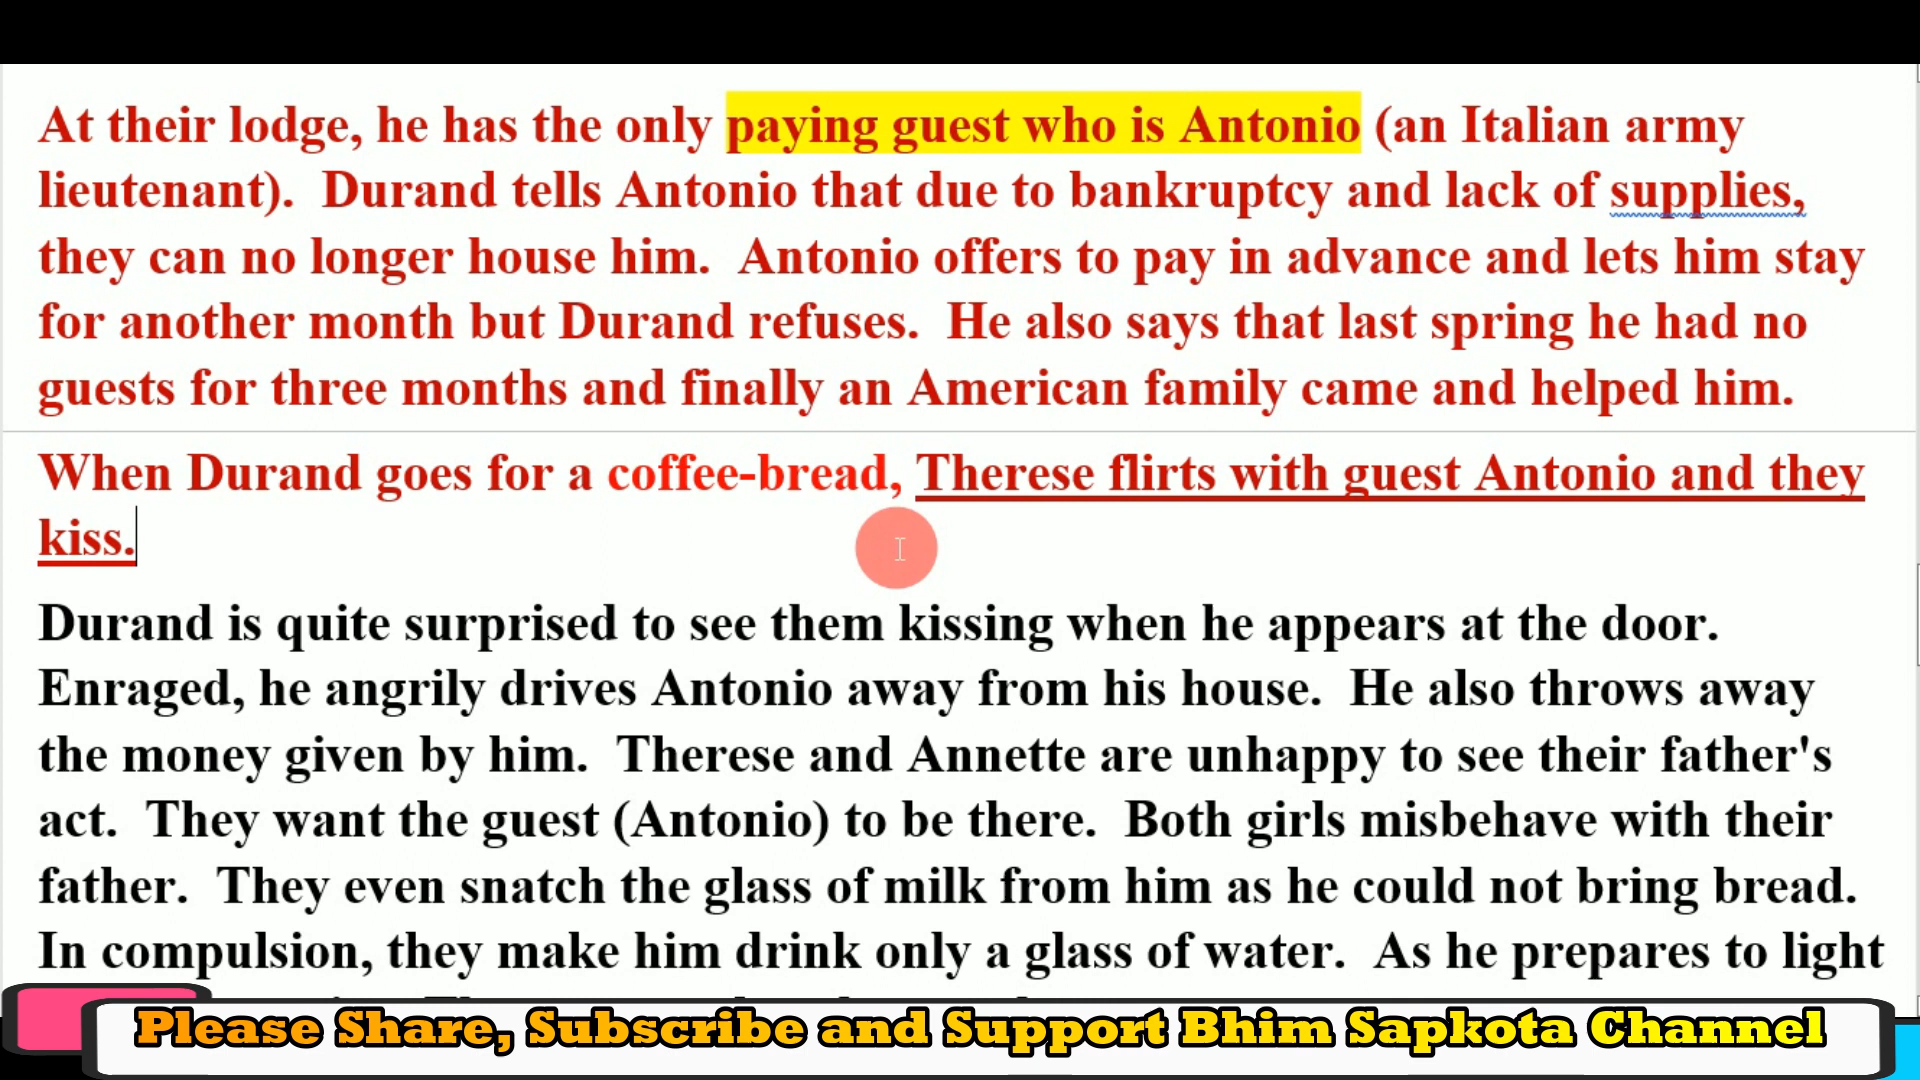 At their lodge, he has the only paying guest who is Antonio (an Italian army
lieutenant).  Durand tells Antonio that due to bankruptcy and lack of supplies,
they can no longer house him.  Antonio offers to pay in advance and lets him stay
for another month but Durand refuses.  He also says that last spring he had no
guests for three months and finally an American family came and helped him.
When Durand goes for a coffee-bread, Therese flirts with guest Antonio and they
kiss.
Durand is quite surprised to see them kissing when he appears at the door.
Enraged, he angrily drives Antonio away from his house.  He also throws away
the money given by him.  Therese and Annette are unhappy to see their father's
act.  They want the guest (Antonio) to be there.  Both girls misbehave with their
father.  They even snatch the glass of milk from him as he could not bring bread.
In compulsion, they make him drink only a glass of water.  As he prepares to light
Please Share, Subscribe and Support Bhim Sapkota Channel